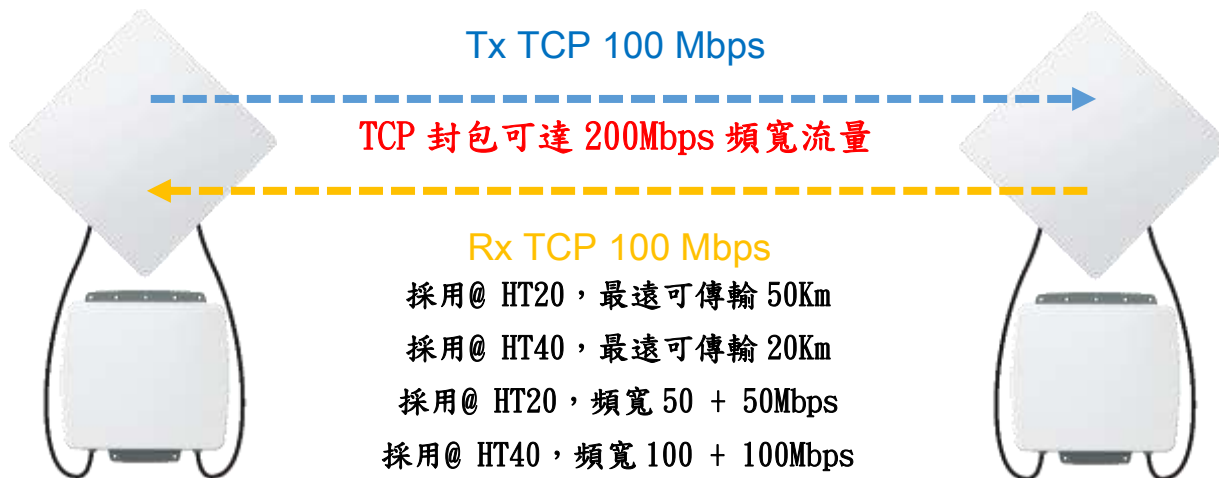 Tx TCP 100 Mbps
TCP 封包可達 200Mbps 頻寬流量
Rx TCP 100 Mbps
採用@ HT20，最遠可傳輸 50Km
採用@ HT40，最遠可傳輸 20Km
採用@ HT20，頻寬 50 + 50Mbps
採用@ HT40，頻寬 100 + 100Mbps